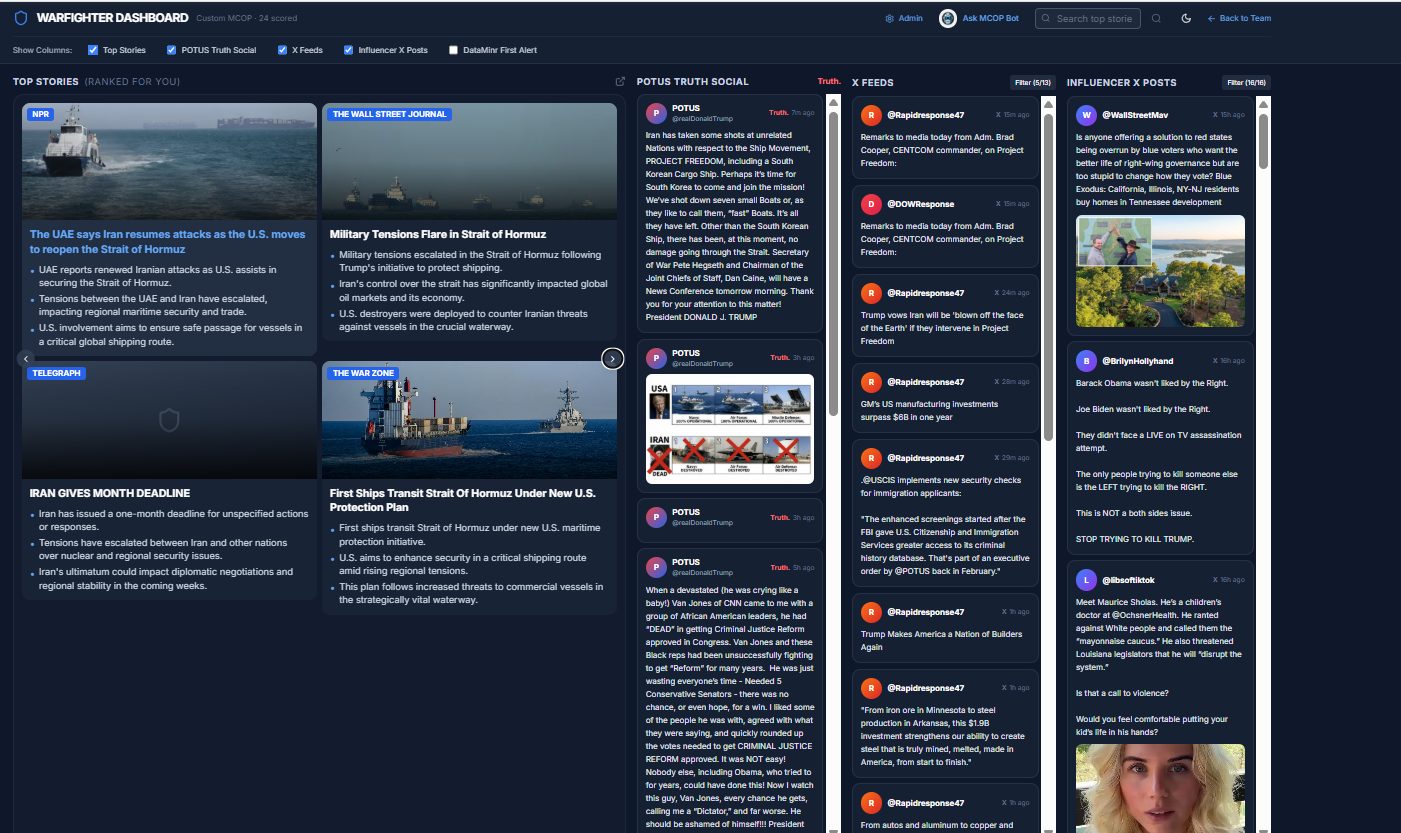 WARFIGHTER DASHBOARD
Custom MCOP · 24 scored
Admin
Ask MCOP Bot
Search top storie
Back to Team
Show Columns:
Top Stories
POTUS Truth Social
X Feeds
Influencer X Posts
DataMinr First Alert
TOP STORIES (RANKED FOR YOU)
NPR
The UAE says Iran resumes attacks as the U.S. moves
to reopen the Strait of Hormuz
• UAE reports renewed Iranian attacks as U.S. assists in
securing the Strait of Hormuz.
• Tensions between the UAE and Iran have escalated,
impacting regional maritime security and trade.
• U.S. involvement aims to ensure safe passage for vessels in
a critical global shipping route.
THE WALL STREET JOURNAL
Military Tensions Flare in Strait of Hormuz
• Military tensions escalated in the Strait of Hormuz following
Trump's initiative to protect shipping.
• Iran's control over the strait has significantly impacted global
oil markets and its economy.
• U.S. destroyers were deployed to counter Iranian threats
against vessels in the crucial waterway.
TELEGRAPH
IRAN GIVES MONTH DEADLINE
• Iran has issued a one-month deadline for unspecified actions
or responses.
• Tensions have escalated between Iran and other nations
over nuclear and regional security issues.
• Iran's ultimatum could impact diplomatic negotiations and
regional stability in the coming weeks.
THE WAR ZONE
First Ships Transit Strait Of Hormuz Under New U.S.
Protection Plan
• First ships transit Strait of Hormuz under new U.S. maritime
protection initiative.
• U.S. aims to enhance security in a critical shipping route
amid rising regional tensions.
• This plan follows increased threats to commercial vessels in
the strategically vital waterway.
POTUS TRUTH SOCIAL
Truth.
P
POTUS
@realDonaldTrump
Truth. 7m ago
Iran has taken some shots at unrelated
Nations with respect to the Ship Movement,
PROJECT FREEDOM, including a South
Korean Cargo Ship. Perhaps it's time for
South Korea to come and join the mission!
We've shot down seven small Boats or, as
they like to call them, "fast" Boats. It's all
they have left. Other than the South Korean
Ship, there has been, at this moment, no
damage going through the Strait. Secretary
of War Pete Hegseth and Chairman of the
Joint Chiefs of Staff, Dan Caine, will have a
News Conference tomorrow morning. Thank
you for your attention to this matter!
President DONALD J. TRUMP
P
POTUS
@realDonaldTrump
Truth. 3h ago
USA
1
2
3
100% OPERATIONAL
100% OPERATIONAL
100% OPERATIONAL
IRAN
DEAD
DESTROYED
DESTROYED
DESTROYED
P
POTUS
@realDonaldTrump
Truth. 3h ago
P
POTUS
@realDonaldTrump
Truth. 5h ago
When a devastated (he was crying like a
baby!) Van Jones of CNN came to me with a
group of African American leaders, he had
"DEAD" in getting Criminal Justice Reform
approved in Congress. Van Jones and these
Black reps had been unsuccessfully fighting
to get "Reform" for many years. He was just
wasting everyone's time - Needed 5
Conservative Senators - there was no
chance, or even hope, for a win. I liked some
of the people he was with, agreed with what
they were saying, and quickly rounded up
the votes needed to get CRIMINAL JUSTICE
REFORM approved. It was NOT easy!
Nobody else, including Obama, who tried to
for years, could have done this! Now I watch
this guy, Van Jones, every chance he gets,
calling me a "Dictator," and far worse. He
should be ashamed of himself!!! President
X FEEDS
Filter (5/13)
R
@Rapidresponse47
X 15m ago
Remarks to media today from Adm. Brad
Cooper, CENTCOM commander, on Project
Freedom:
D
@DOWResponse
X 15m ago
Remarks to media today from Adm. Brad
Cooper, CENTCOM commander, on Project
Freedom:
R
@Rapidresponse47
X 24m ago
Trump vows Iran will be 'blown off the face
of the Earth' if they intervene in Project
Freedom
R
@Rapidresponse47
X 28m ago
GM's US manufacturing investments
surpass $6B in one year
R
@Rapidresponse47
X 29m ago
.@USCIS implements new security checks
for immigration applicants:
"The enhanced screenings started after the
FBI gave U.S. Citizenship and Immigration
Services greater access to its criminal
history database. That's part of an executive
order by @POTUS back in February."
R
@Rapidresponse47
X 1h ago
Trump Makes America a Nation of Builders
Again
R
@Rapidresponse47
X 1h ago
"From iron ore in Minnesota to steel
production in Arkansas, this $1.9B
investment strengthens our ability to create
steel that is truly mined, melted, made in
America, from start to finish."
R
@Rapidresponse47
X 1h ago
From autos and aluminum to copper and
INFLUENCER X POSTS
Filter (16/16)
W
@WallStreetMav
X 15h ago
Is anyone offering a solution to red states
being overrun by blue voters who want the
better life of right-wing governance but are
too stupid to change how they vote? Blue
Exodus: California, Illinois, NY-NJ residents
buy homes in Tennessee development
B
@BrilynHollyhand
X 16h ago
Barack Obama wasn't liked by the Right.
Joe Biden wasn't liked by the Right.
They didn't face a LIVE on TV assassination
attempt.
The only people trying to kill someone else
is the LEFT trying to kill the RIGHT.
This is NOT a both sides issue.
STOP TRYING TO KILL TRUMP.
L
@libsoftiktok
X 16h ago
Meet Maurice Sholas. He's a children's
doctor at @OchsnerHealth. He ranted
against White people and called them the
"mayonnaise caucus." He also threatened
Louisiana legislators that he will "disrupt the
system."
Is that a call to violence?
Would you feel comfortable putting your
kid's life in his hands?